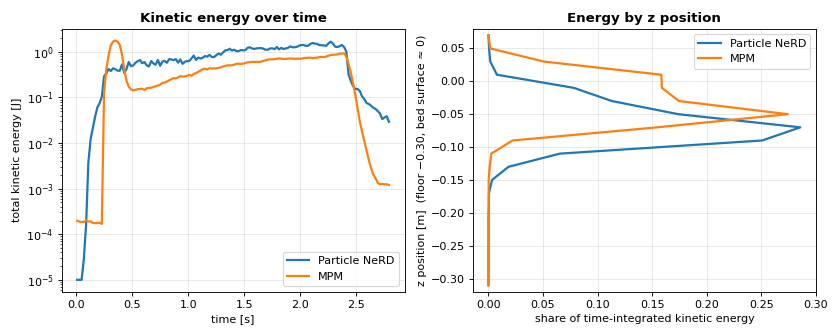 Kinetic energy over time
total kinetic energy [J]
10⁰
10⁻¹
10⁻²
10⁻³
10⁻⁴
10⁻⁵
0.0 0.5 1.0 1.5 2.0 2.5
time [s]
Particle NeRD
MPM
Energy by z position
z position [m] (floor −0.30, bed surface ≈ 0)
0.05
0.00
−0.05
−0.10
−0.15
−0.20
−0.25
−0.30
0.00 0.05 0.10 0.15 0.20 0.25 0.30
share of time-integrated kinetic energy
Particle NeRD
MPM